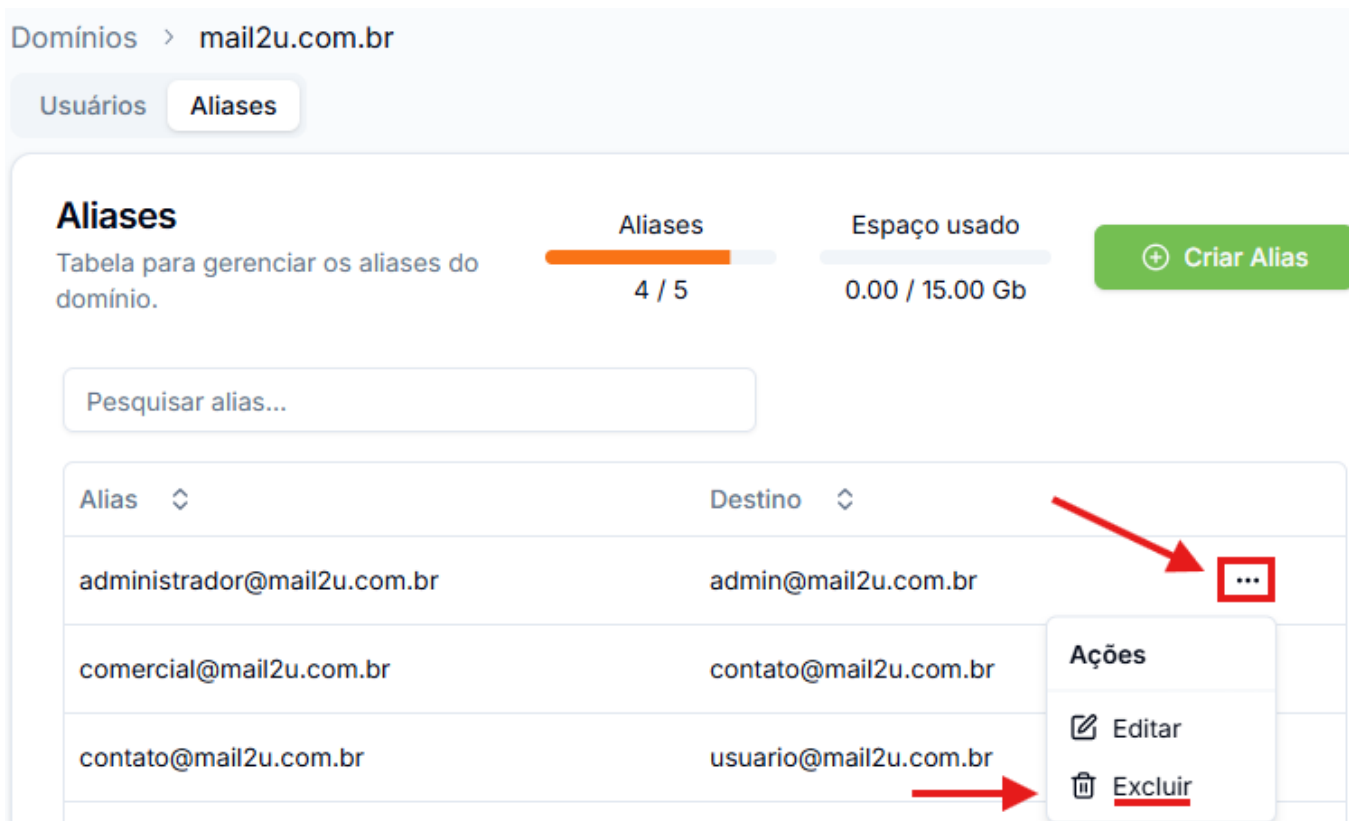 Domínios > mail2u.com.br
Usuários Aliases
Aliases
Tabela para gerenciar os aliases do
domínio.
Aliases
4 / 5
Espaço usado
0.00 / 15.00 Gb
Criar Alias
Pesquisar alias...
Alias Destino
administrador@mail2u.com.br admin@mail2u.com.br ...
comercial@mail2u.com.br contato@mail2u.com.br
contato@mail2u.com.br usuario@mail2u.com.br
Ações
Editar
Excluir